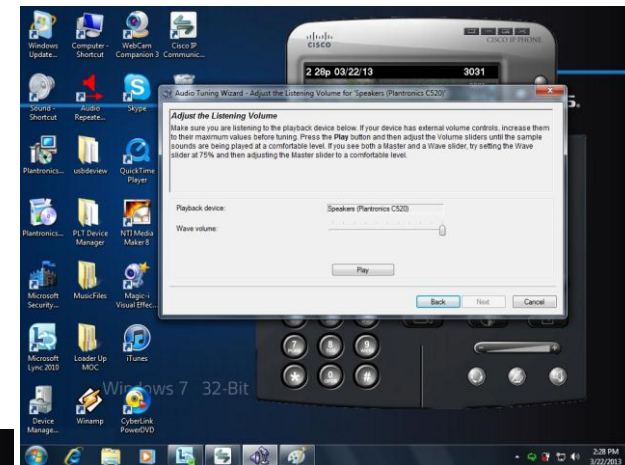 Windows
Update...
Computer -
Shortcut
WebCam
Companion 3
Cisco IP
Communic...
CISCO
CISCO IP PHONE
2 28p 03/22/13
3031
Sound -
Shortcut
Audio
Repeate...
Skype
Audio Tuning Wizard - Adjust the Listening Volume for 'Speakers (Plantronics C520)'
Adjust the Listening Volume
Make sure you are listening to the playback device below. If your device has external volume controls, increase them
to their maximum values before tuning. Press the Play button and then adjust the Volume sliders until the sample
sounds are being played at a comfortable level. If you see both a Master and a Wave slider, try setting the Wave
slider at 75% and then adjusting the Master slider to a comfortable level.
Plantronics...
usbdeview
QuickTime
Player
Playback device:
Speakers (Plantronics C520)
Wave volume:
Plantronics...
PLT Device
Manager
NTI Media
Maker 8
Play
Microsoft
Security...
MusicFiles
Magic-i
Visual Effec...
Back
Next
Cancel
Microsoft
Lync 2010
Loader Up
MOC
iTunes
7
8
9
*
0
#
Windows 7 32-Bit
Device
Manage...
Winamp
CyberLink
PowerDVD
2:28 PM
3/22/2013